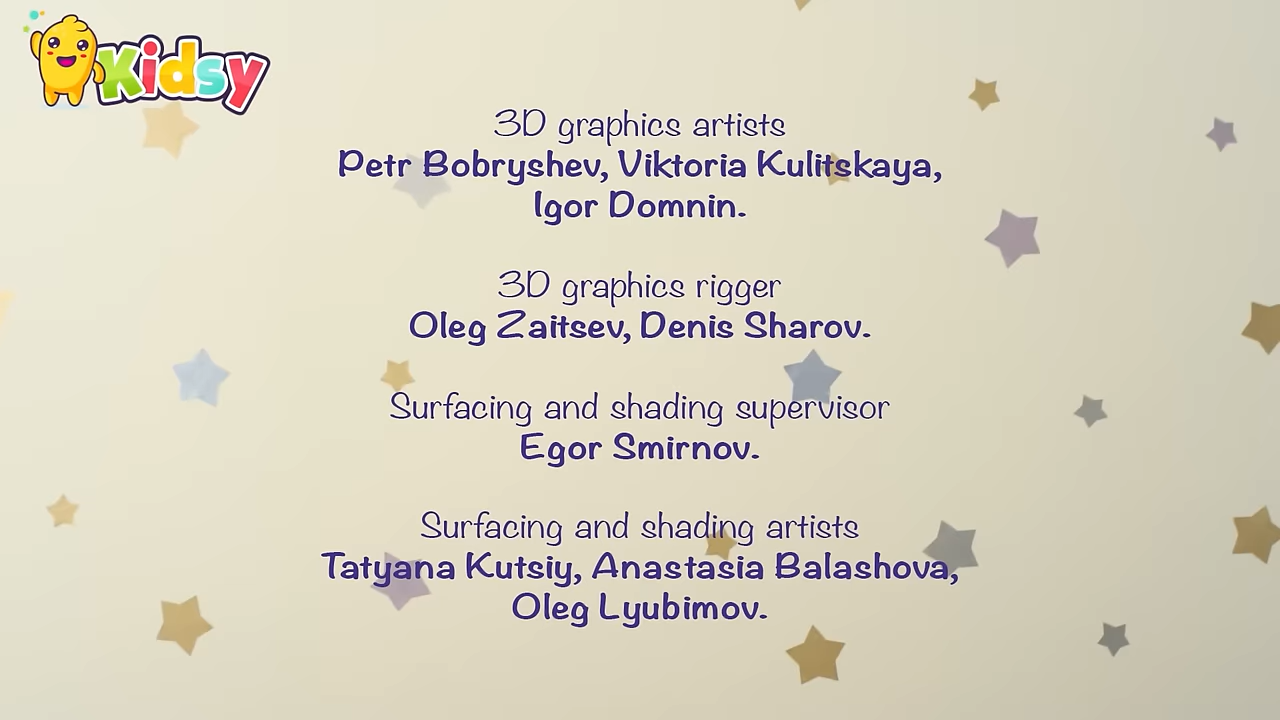 Kidsy
3D graphics artists
Petr Bobryshev, Viktoria Kulitskaya,
Igor Domnin.
3D graphics rigger
Oleg Zaitsev, Denis Sharov.
Surfacing and shading supervisor
Egor Smirnov.
Surfacing and shading artists
Tatyana Kutsiy, Anastasia Balashova,
Oleg Lyubimov.